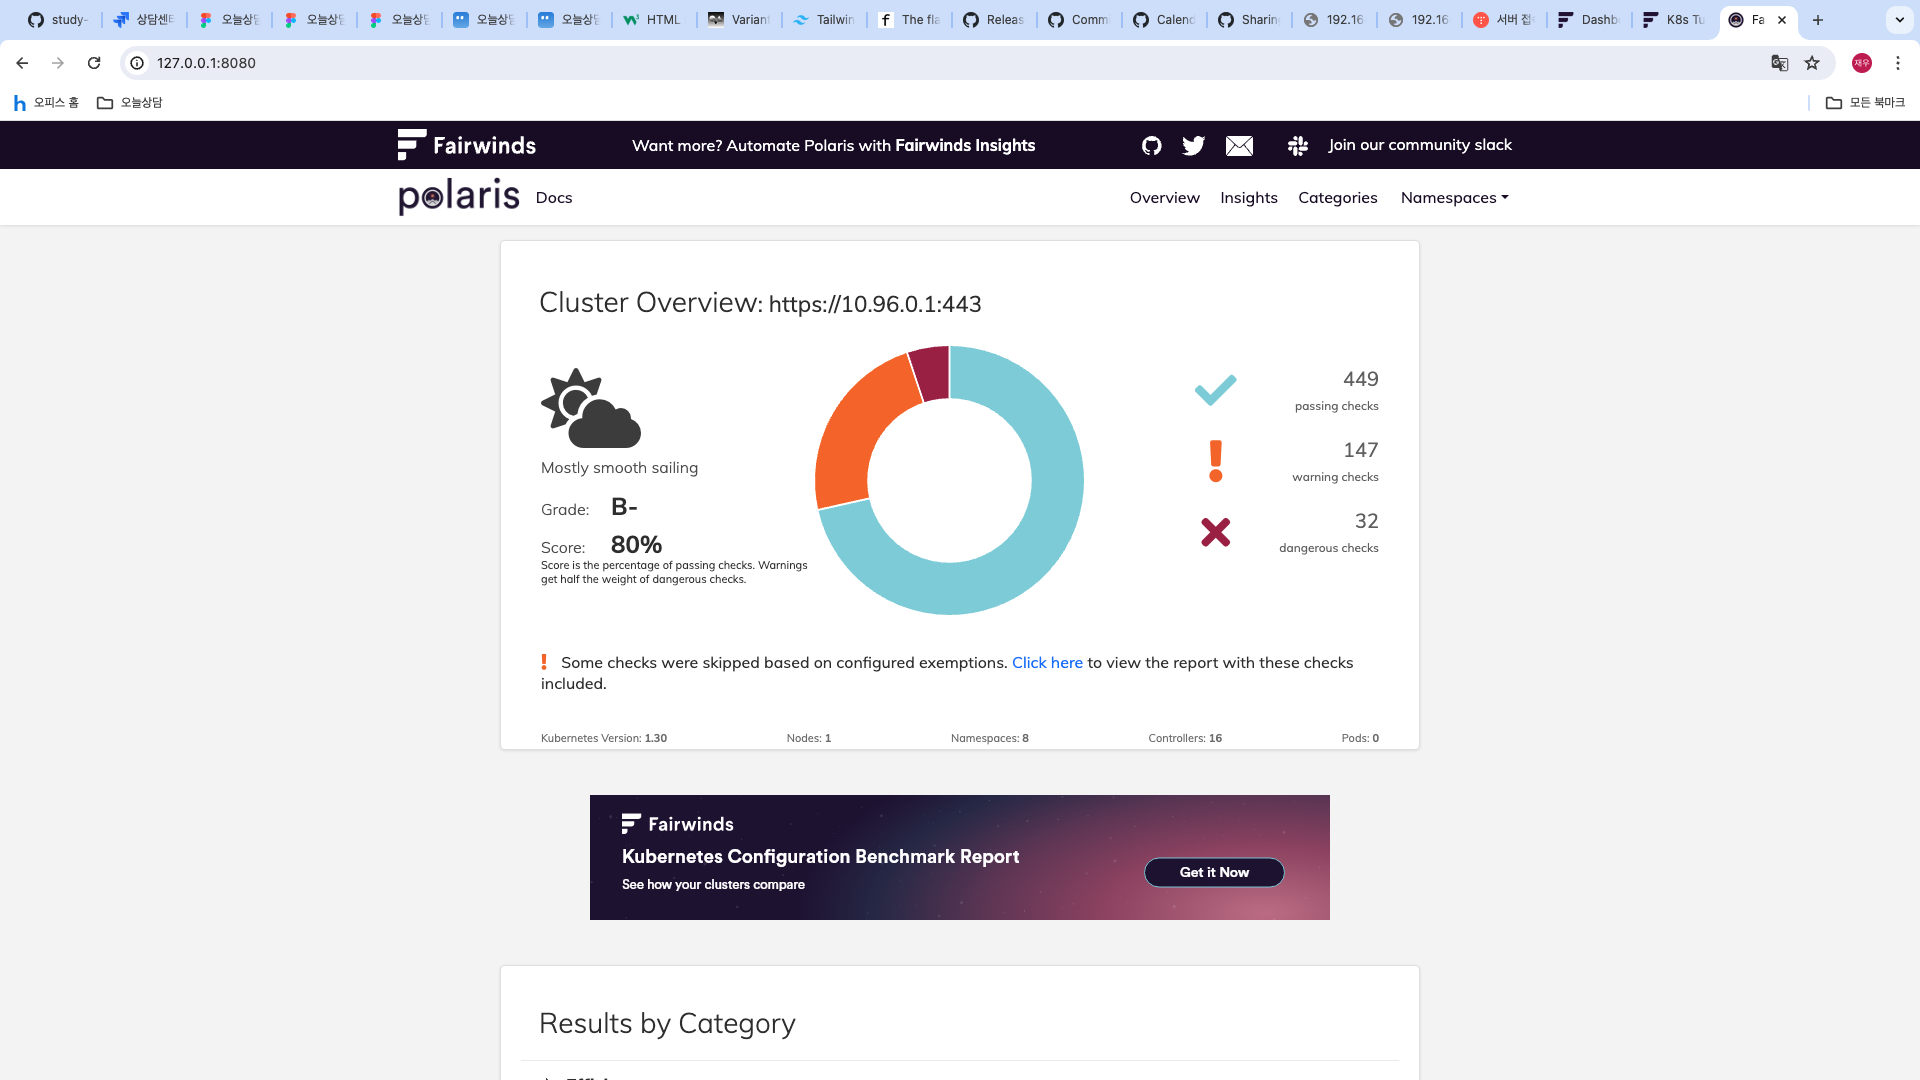 study-
상담센터
오늘상담
오늘상담
오늘상담
오늘상담
오늘상담
HTML
Variant
Tailwin
The fla
Releas
Comm
Calend
Sharin
192.16
192.16
서버 접
Dashb
K8s Tu
Fa
127.0.0.1:8080
재우
오피스 홈
오늘상담
모든 북마크
Fairwinds
Want more? Automate Polaris with Fairwinds Insights
Join our community slack
polaris
Docs
Overview
Insights
Categories
Namespaces
Cluster Overview: https://10.96.0.1:443
Mostly smooth sailing
Grade: B-
Score: 80%
Score is the percentage of passing checks. Warnings
get half the weight of dangerous checks.
449
passing checks
147
warning checks
32
dangerous checks
Some checks were skipped based on configured exemptions. Click here to view the report with these checks
included.
Kubernetes Version: 1.30
Nodes: 1
Namespaces: 8
Controllers: 16
Pods: 0
Fairwinds
Kubernetes Configuration Benchmark Report
See how your clusters compare
Get it Now
Results by Category